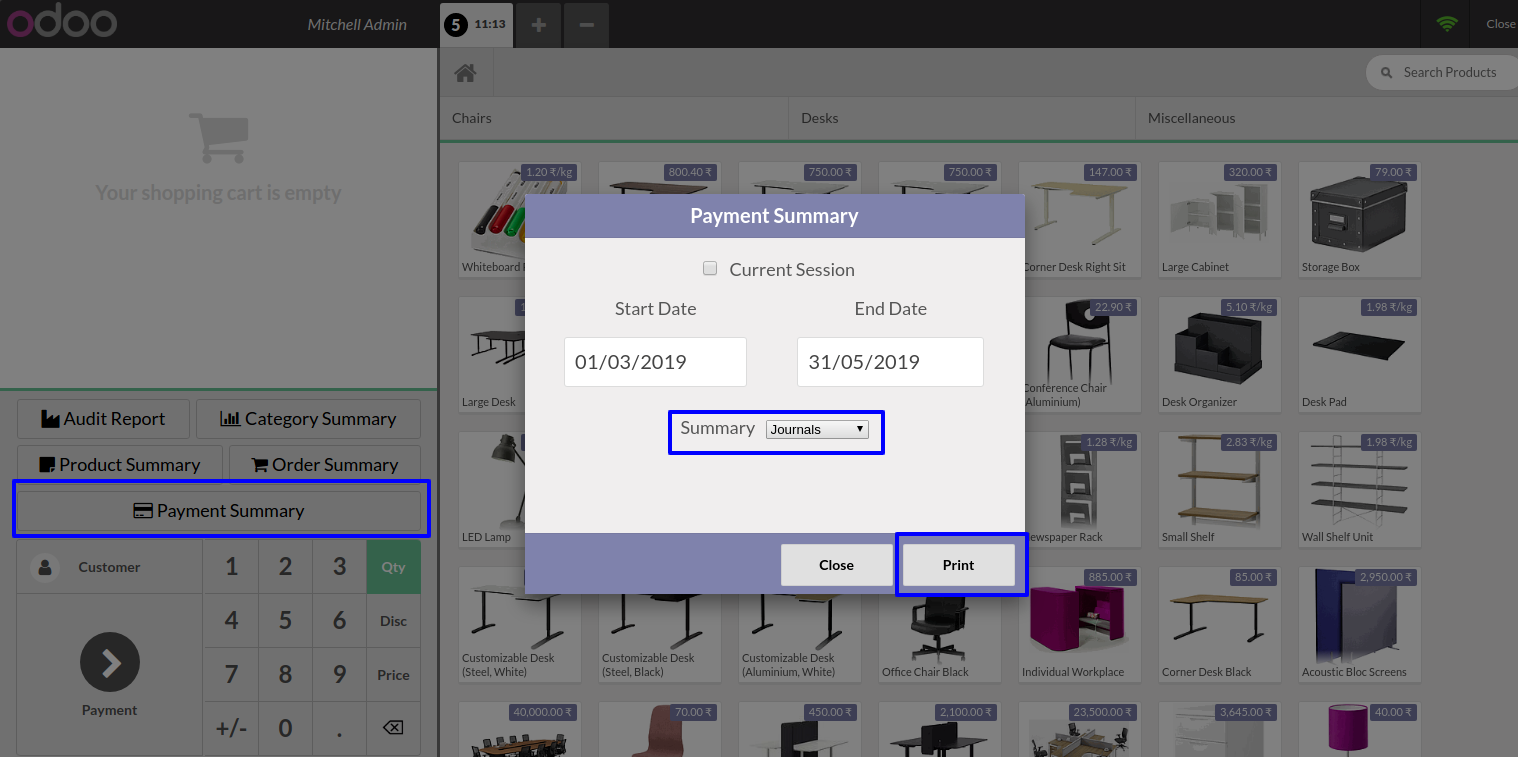 odoo
Mitchell Admin
5 11:13
Close
Search Products
Chairs
Desks
Miscellaneous
Your shopping cart is empty
1.20 ₹/kg
800.40 ₹
750.00 ₹
750.00 ₹
147.00 ₹
320.00 ₹
79.00 ₹
Whiteboard
Corner Desk Right Sit
Large Cabinet
Storage Box
22.90 ₹
5.10 ₹/kg
1.98 ₹/kg
Large Desk
Conference Chair
(Aluminium)
Desk Organizer
Desk Pad
1.28 ₹/kg
2.83 ₹/kg
1.98 ₹/kg
LED Lamp
Newspaper Rack
Small Shelf
Wall Shelf Unit
885.00 ₹
85.00 ₹
2,950.00 ₹
Customizable Desk
(Steel, White)
Customizable Desk
(Steel, Black)
Customizable Desk
(Aluminium, White)
Office Chair Black
Individual Workplace
Corner Desk Black
Acoustic Bloc Screens
40,000.00 ₹
70.00 ₹
450.00 ₹
2,100.00 ₹
23,500.00 ₹
3,645.00 ₹
40.00 ₹
Payment Summary
Current Session
Start Date
End Date
01/03/2019
31/05/2019
Summary
Journals
Close
Print
Audit Report
Category Summary
Product Summary
Order Summary
Payment Summary
Customer
1 2 3 Qty
4 5 6 Disc
7 8 9 Price
+/- 0 .
Payment